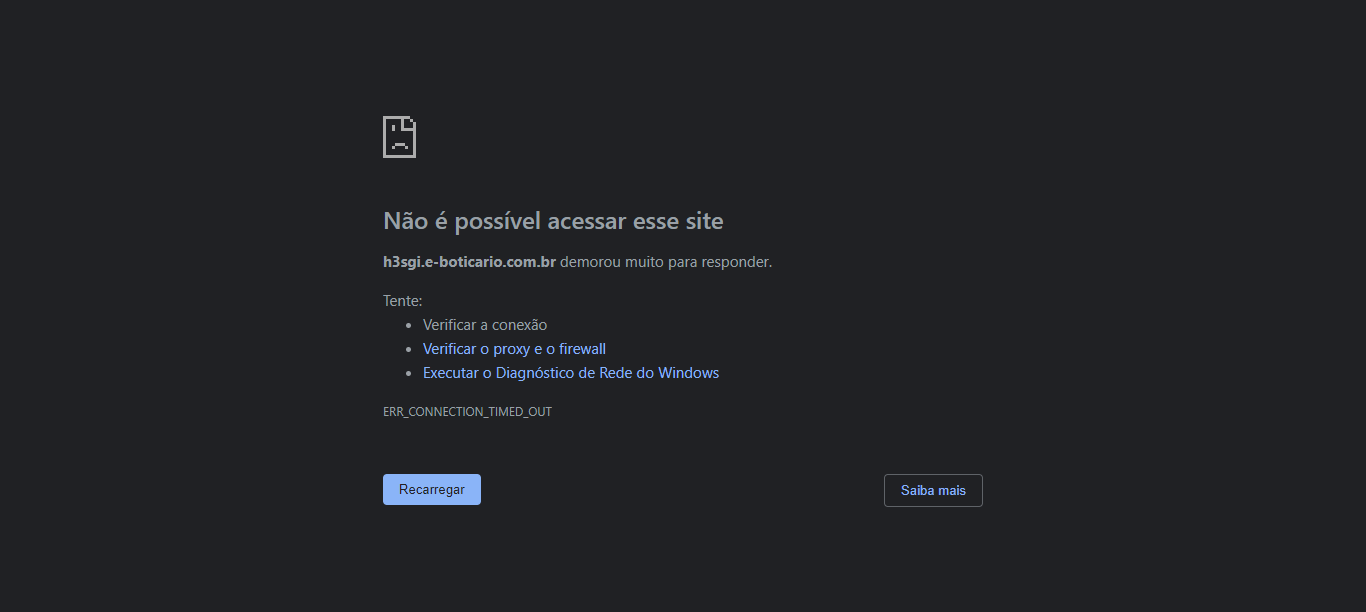 Não é possível acessar esse site
h3sgi.e-boticario.com.br demorou muito para responder.
Tente:
Verificar a conexão
Verificar o proxy e o firewall
Executar o Diagnóstico de Rede do Windows
ERR_CONNECTION_TIMED_OUT
Recarregar
Saiba mais